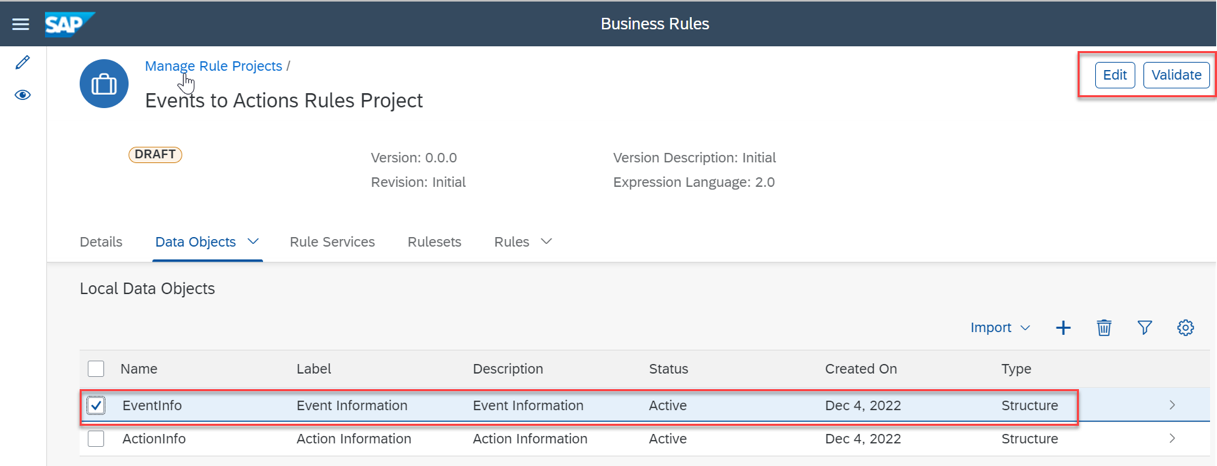 SAP Business Rules
Manage Rule Projects /
Edit Validate
Events to Actions Rules Project
DRAFT Version: 0.0.0 Version Description: Initial
Revision: Initial Expression Language: 2.0
Details Data Objects Rule Services Rulesets Rules
Local Data Objects
Import
Name Label Description Status Created On Type
EventInfo Event Information Event Information Active Dec 4, 2022 Structure
ActionInfo Action Information Action Information Active Dec 4, 2022 Structure